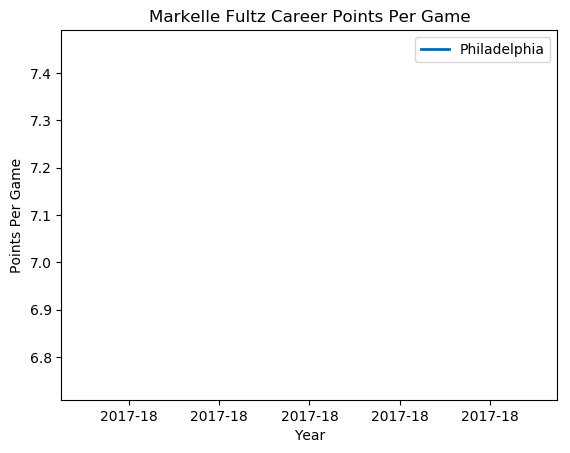 Markelle Fultz Career Points Per Game
Philadelphia
7.4
7.3
7.2
7.1
7.0
6.9
6.8
Points Per Game
2017-18 2017-18 2017-18 2017-18 2017-18
Year